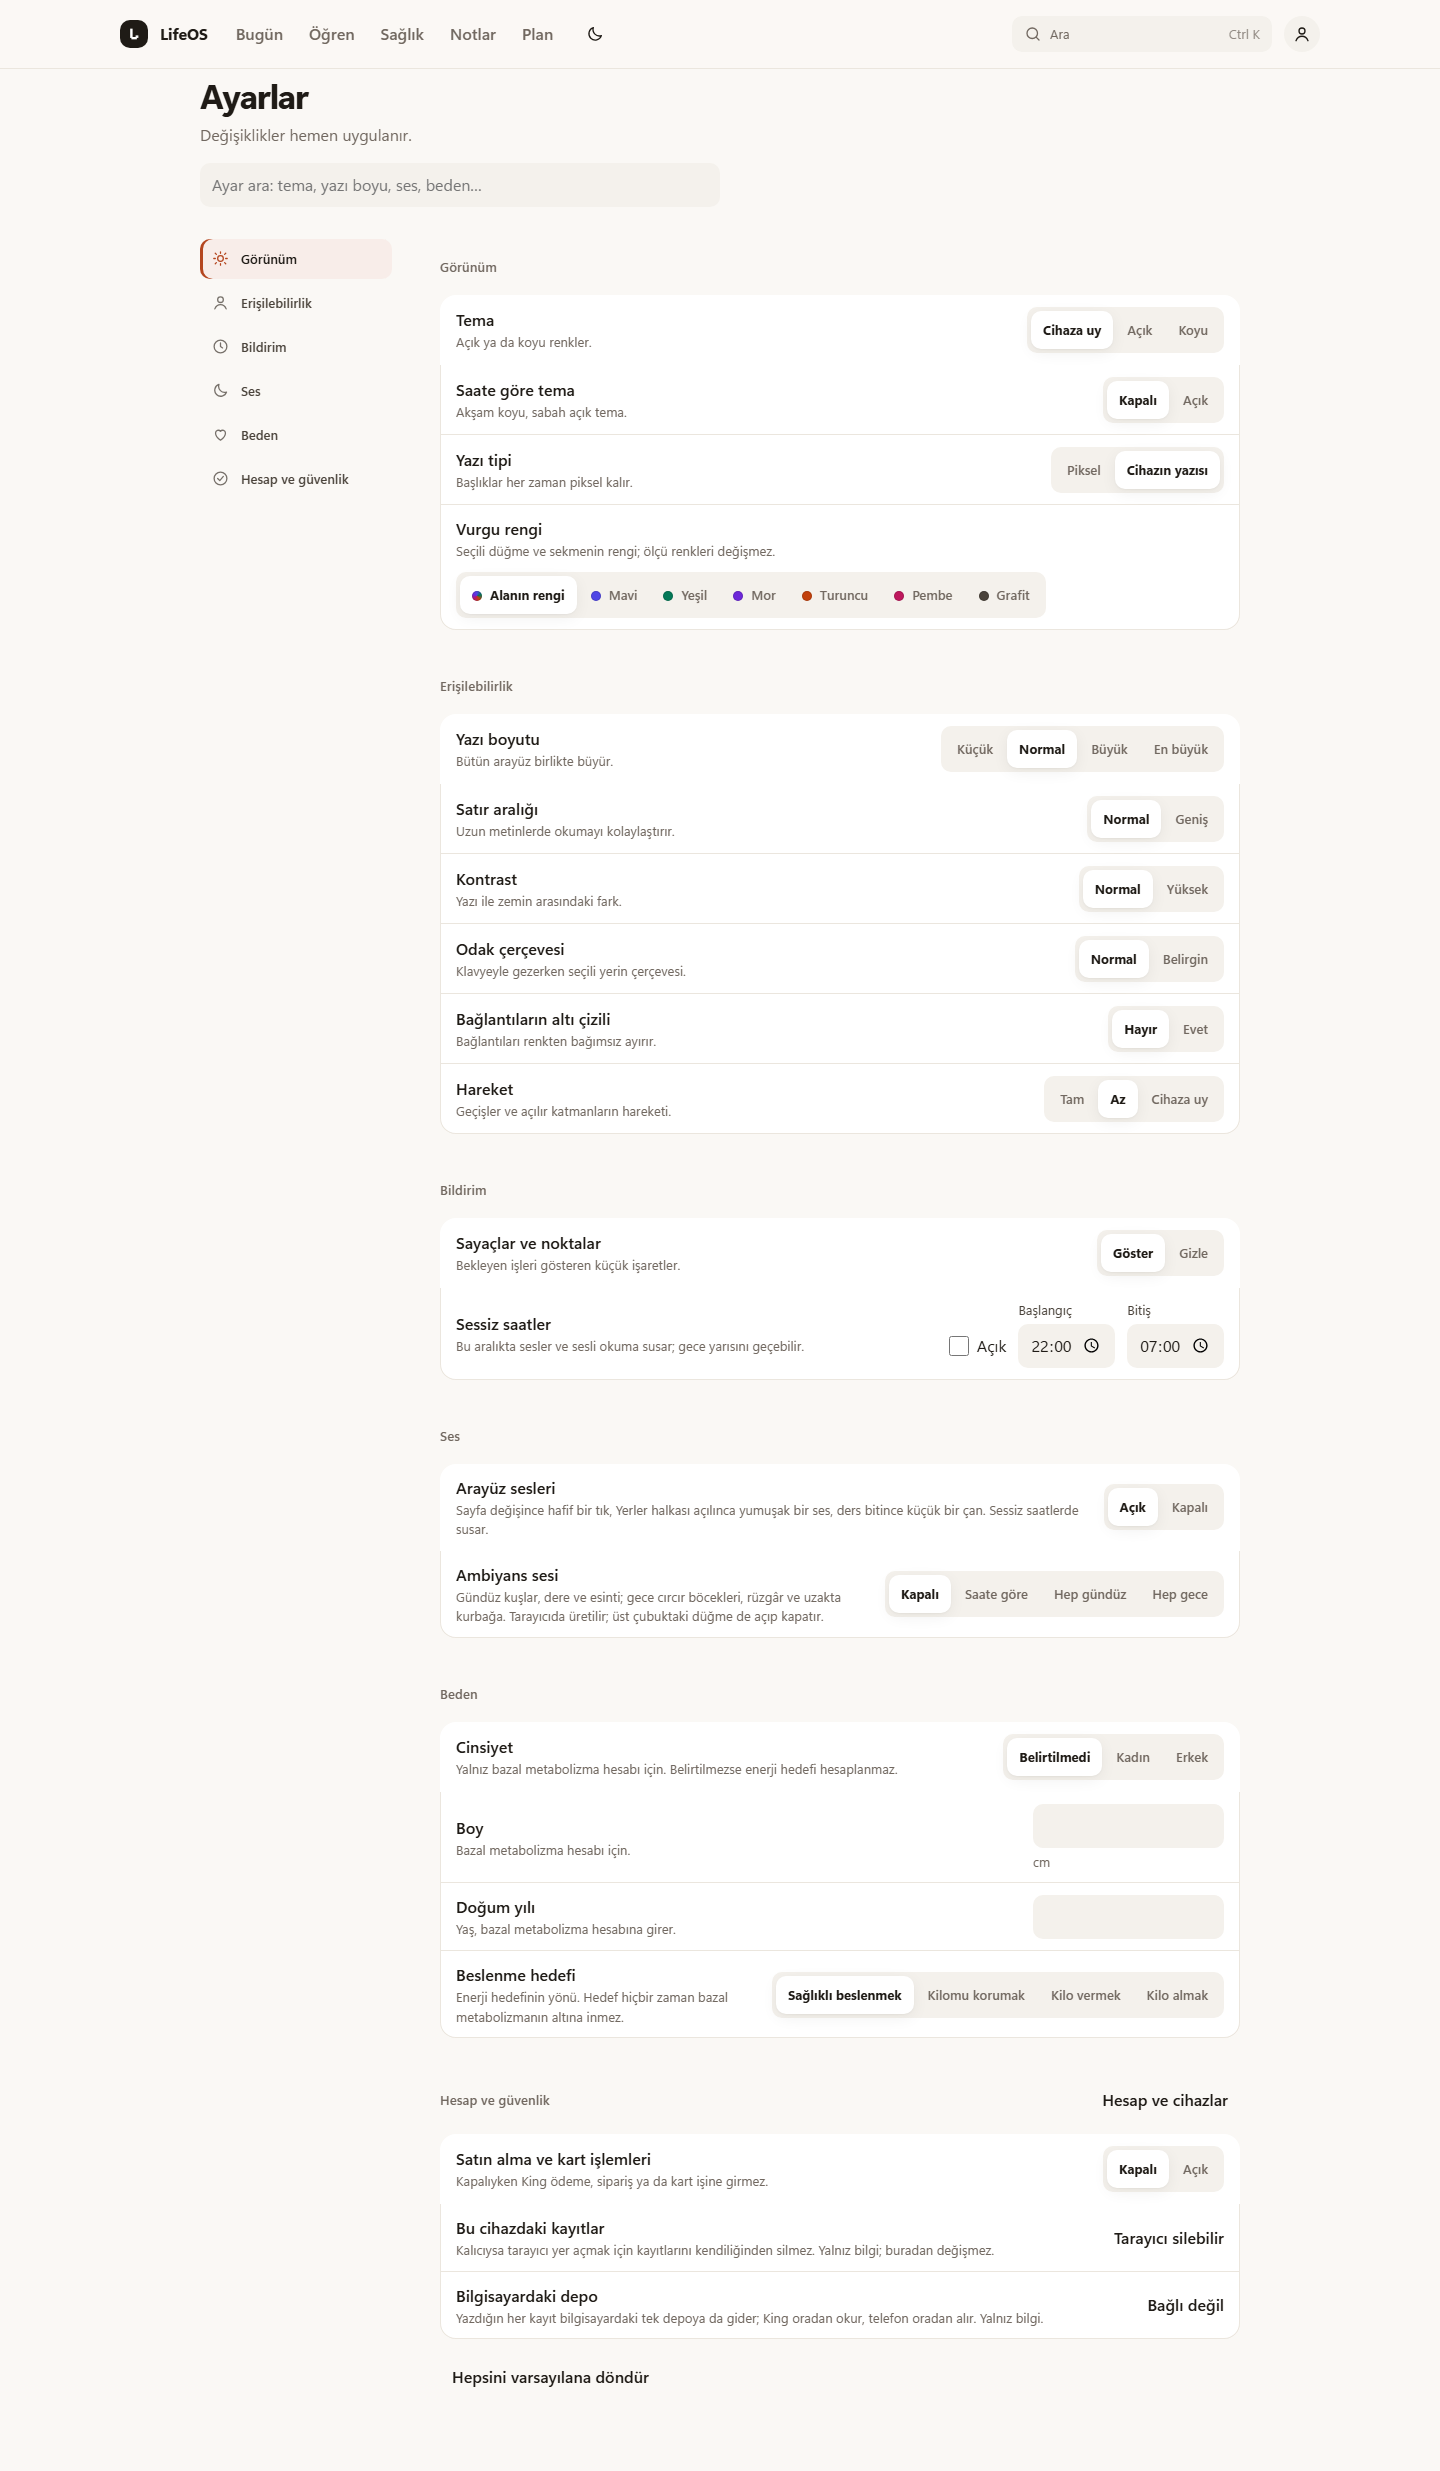 LifeOS Bugün Öğren Sağlık Notlar Plan Ara Ctrl K
Ayarlar
Değişiklikler hemen uygulanır.
Ayar ara: tema, yazı boyu, ses, beden...
Görünüm
Erişilebilirlik
Bildirim
Ses
Beden
Hesap ve güvenlik
Görünüm
Tema
Açık ya da koyu renkler.
Cihaza uy Açık Koyu
Saate göre tema
Akşam koyu, sabah açık tema.
Kapalı Açık
Yazı tipi
Başlıklar her zaman piksel kalır.
Piksel Cihazın yazısı
Vurgu rengi
Seçili düğme ve sekmenin rengi; ölçü renkleri değişmez.
Alanın rengi Mavi Yeşil Mor Turuncu Pembe Grafit
Erişilebilirlik
Yazı boyutu
Bütün arayüz birlikte büyür.
Küçük Normal Büyük En büyük
Satır aralığı
Uzun metinlerde okumayı kolaylaştırır.
Normal Geniş
Kontrast
Yazı ile zemin arasındaki fark.
Normal Yüksek
Odak çerçevesi
Klavyeyle gezerken seçili yerin çerçevesi.
Normal Belirgin
Bağlantıların altı çizili
Bağlantıları renkten bağımsız ayırır.
Hayır Evet
Hareket
Geçişler ve açılır katmanların hareketi.
Tam Az Cihaza uy
Bildirim
Sayaçlar ve noktalar
Bekleyen işleri gösteren küçük işaretler.
Göster Gizle
Sessiz saatler
Bu aralıkta sesler ve sesli okuma susar; gece yarısını geçebilir.
Başlangıç Bitiş
Açık 22:00 07:00
Ses
Arayüz sesleri
Sayfa değişince hafif bir tık, Yerler halkası açılınca yumuşak bir ses, ders bitince küçük bir çan. Sessiz saatlerde
susar.
Açık Kapalı
Ambiyans sesi
Gündüz kuşlar, dere ve esinti; gece cırcır böcekleri, rüzgâr ve uzakta
kurbağa. Tarayıcıda üretilir; üst çubuktaki düğme de açıp kapatır.
Kapalı Saate göre Hep gündüz Hep gece
Beden
Cinsiyet
Yalnız bazal metabolizma hesabı için. Belirtilmezse enerji hedefi hesaplanmaz.
Belirtilmedi Kadın Erkek
Boy
Bazal metabolizma hesabı için.
cm
Doğum yılı
Yaş, bazal metabolizma hesabına girer.
Beslenme hedefi
Enerji hedefinin yönü. Hedef hiçbir zaman bazal
metabolizmanın altına inmez.
Sağlıklı beslenmek Kilomu korumak Kilo vermek Kilo almak
Hesap ve güvenlik
Hesap ve cihazlar
Satın alma ve kart işlemleri
Kapalıyken King ödeme, sipariş ya da kart işine girmez.
Kapalı Açık
Bu cihazdaki kayıtlar
Kalıcıysa tarayıcı yer açmak için kayıtlarını kendiliğinden silmez. Yalnız bilgi; buradan değişmez.
Tarayıcı silebilir
Bilgisayardaki depo
Yazdığın her kayıt bilgisayardaki tek depoya da gider; King oradan okur, telefon oradan alır. Yalnız bilgi.
Bağlı değil
Hepsini varsayılana döndür